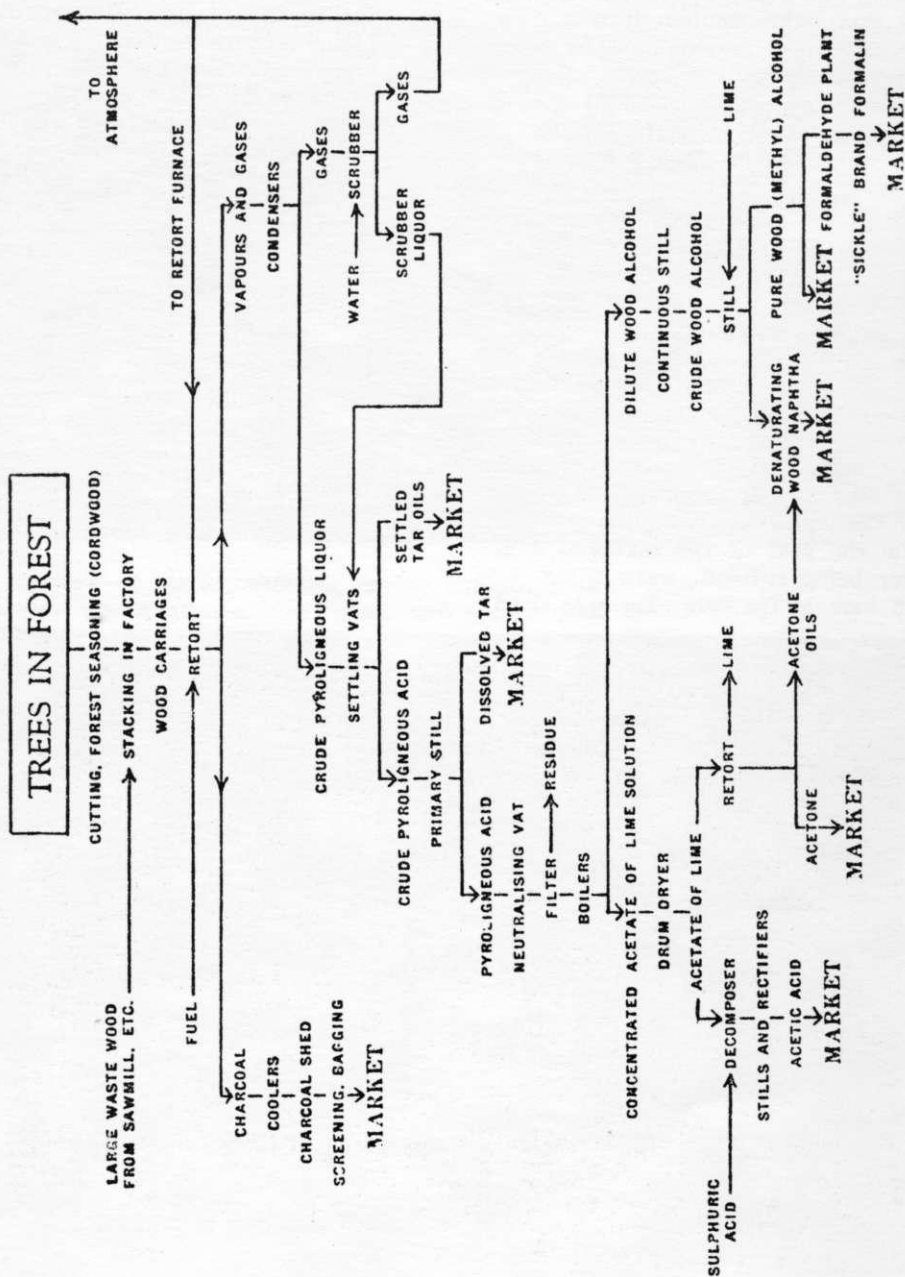 TREES IN FOREST
CUTTING, FOREST SEASONING (CORDWOOD)
LARGE WASTE WOOD
FROM SAWMILL, ETC.
STACKING IN FACTORY
WOOD CARRIAGES
TO
ATMOSPHERE
FUEL
RETORT
TO RETORT FURNACE
CHARCOAL
COOLERS
CHARCOAL SHED
SCREENING, BAGGING
MARKET
VAPOURS AND GASES
CONDENSERS
CRUDE PYROLIGNEOUS LIQUOR
SETTLING VATS
GASES
WATER
SCRUBBER
SCRUBBER
LIQUOR
GASES
CRUDE PYROLIGNEOUS ACID
PRIMARY STILL
SETTLED
TAR OILS
MARKET
PYROLIGNEOUS ACID
NEUTRALISING VAT
FILTER
RESIDUE
BOILERS
DISSOLVED TAR
MARKET
CONCENTRATED ACETATE OF LIME SOLUTION
DRUM DRYER
ACETATE OF LIME
DILUTE WOOD ALCOHOL
CONTINUOUS STILL
CRUDE WOOD ALCOHOL
STILL
LIME
SULPHURIC
ACID
DECOMPOSER
STILLS AND RECTIFIERS
ACETIC ACID
MARKET
RETORT
LIME
ACETONE
MARKET
ACETONE
OILS
DENATURATING
WOOD NAPHTHA
MARKET
PURE WOOD (METHYL) ALCOHOL
MARKET
FORMALDEHYDE PLANT
"SICKLE" BRAND FORMALIN
MARKET